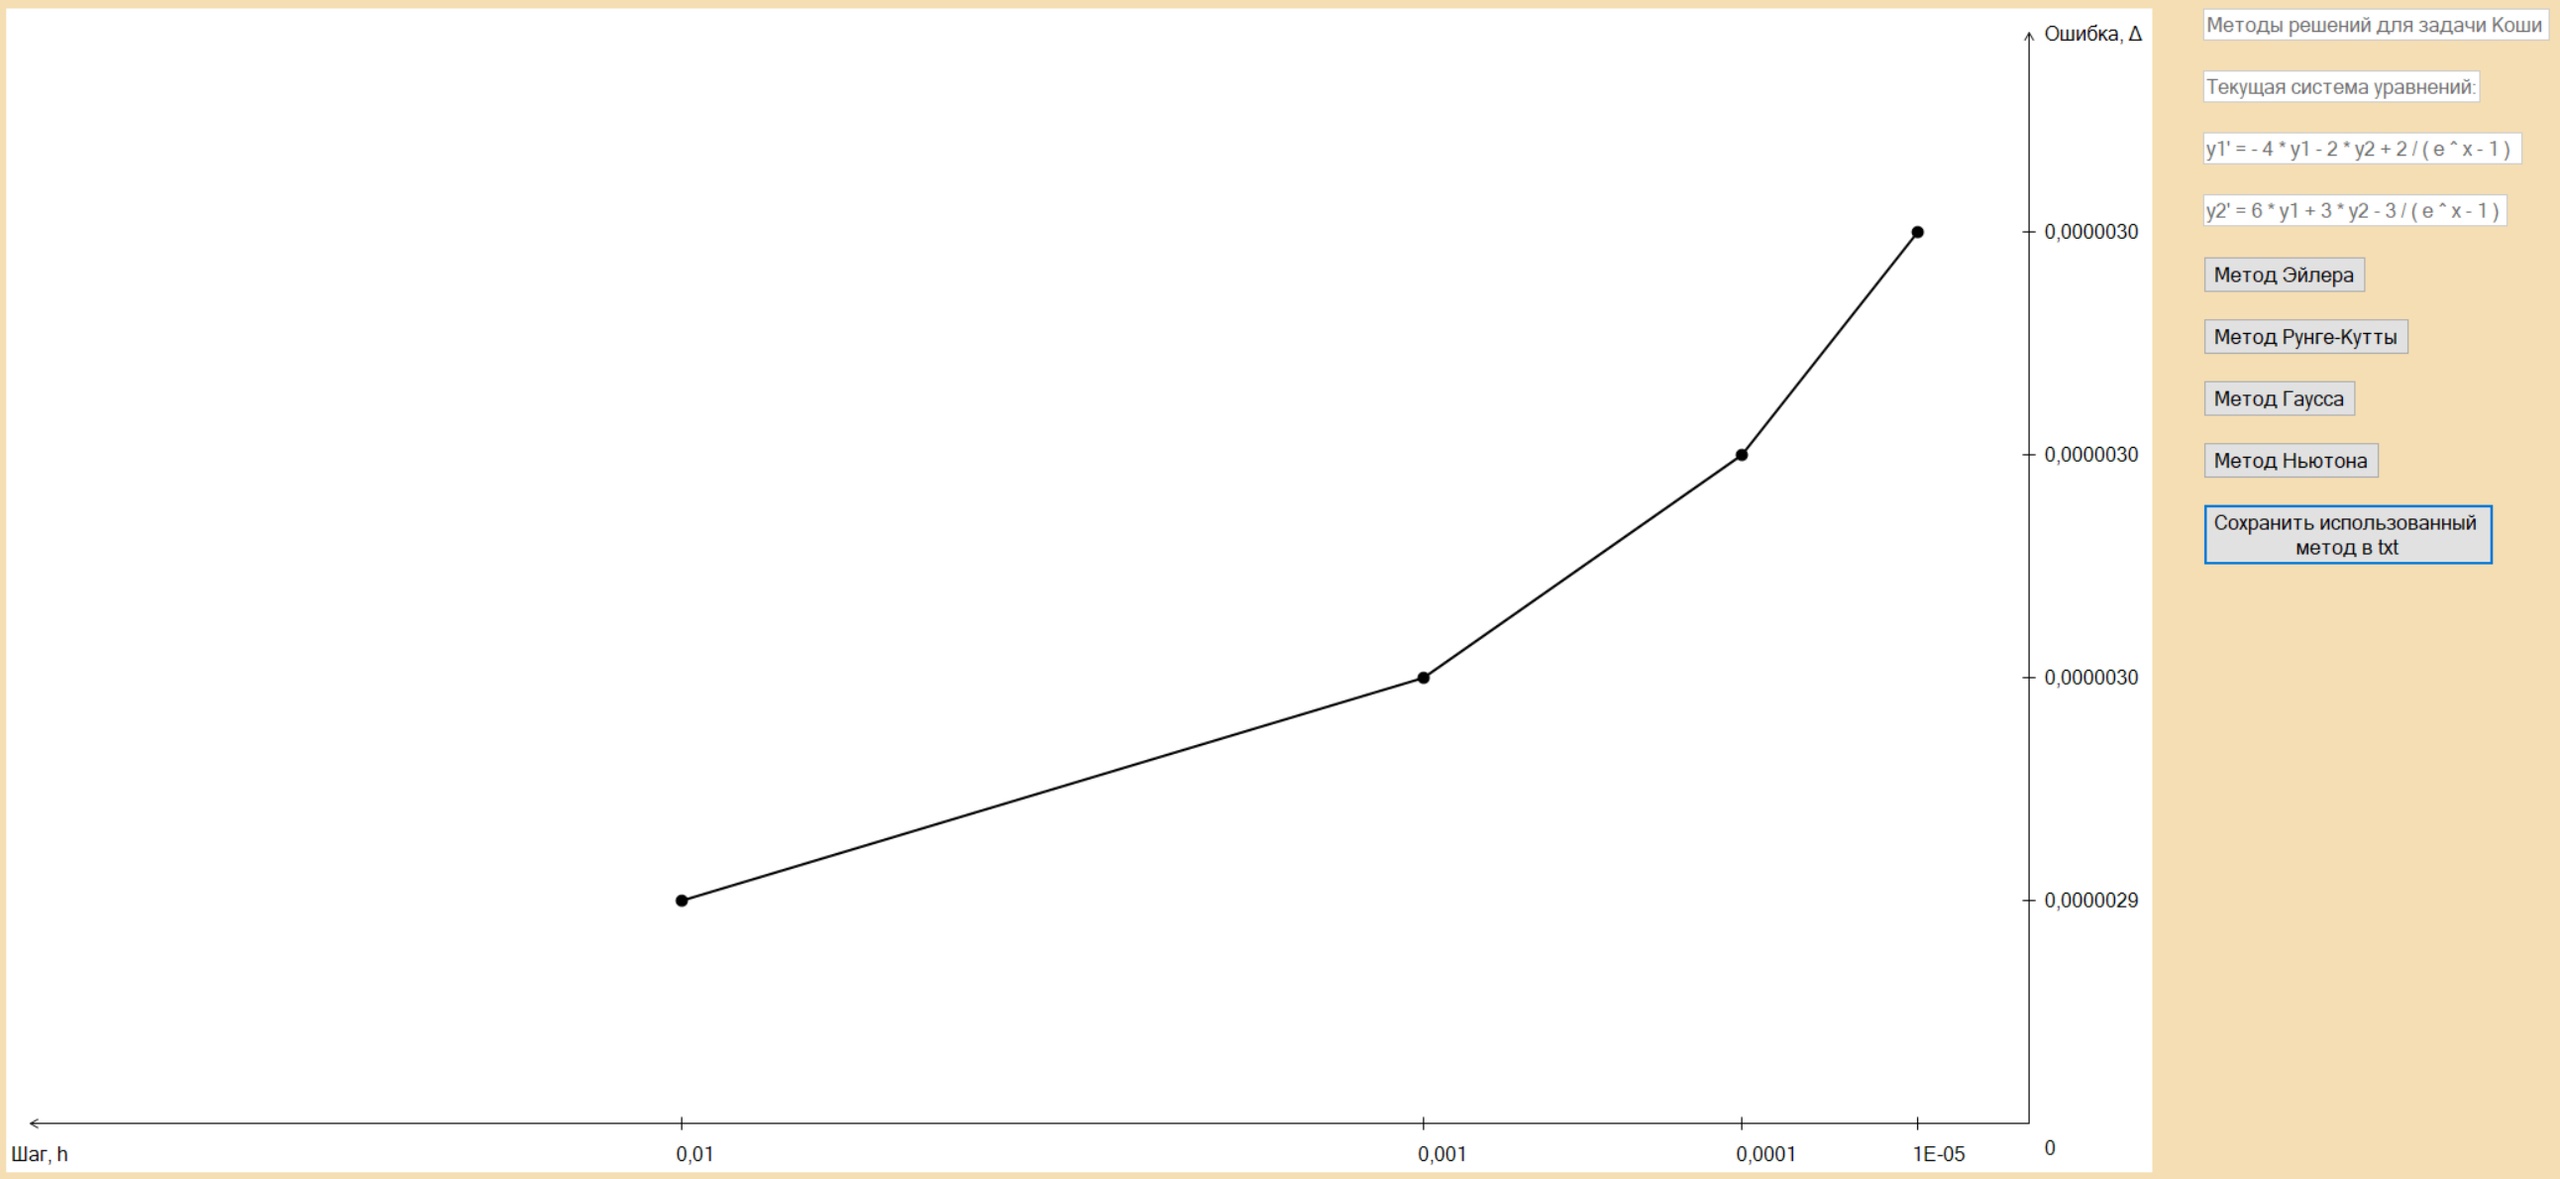 Ошибка, Δ
0,0000030
0,0000030
0,0000030
0,0000029
Шаг, h
0,01
0,001
0,0001
1E-05
0
Методы решений для задачи Коши
Текущая система уравнений:
y1' = - 4 * y1 - 2 * y2 + 2 / ( e ^ x - 1 )
y2' = 6 * y1 + 3 * y2 - 3 / ( e ^ x - 1 )
Метод Эйлера
Метод Рунге-Кутты
Метод Гаусса
Метод Ньютона
Сохранить использованный
метод в txt